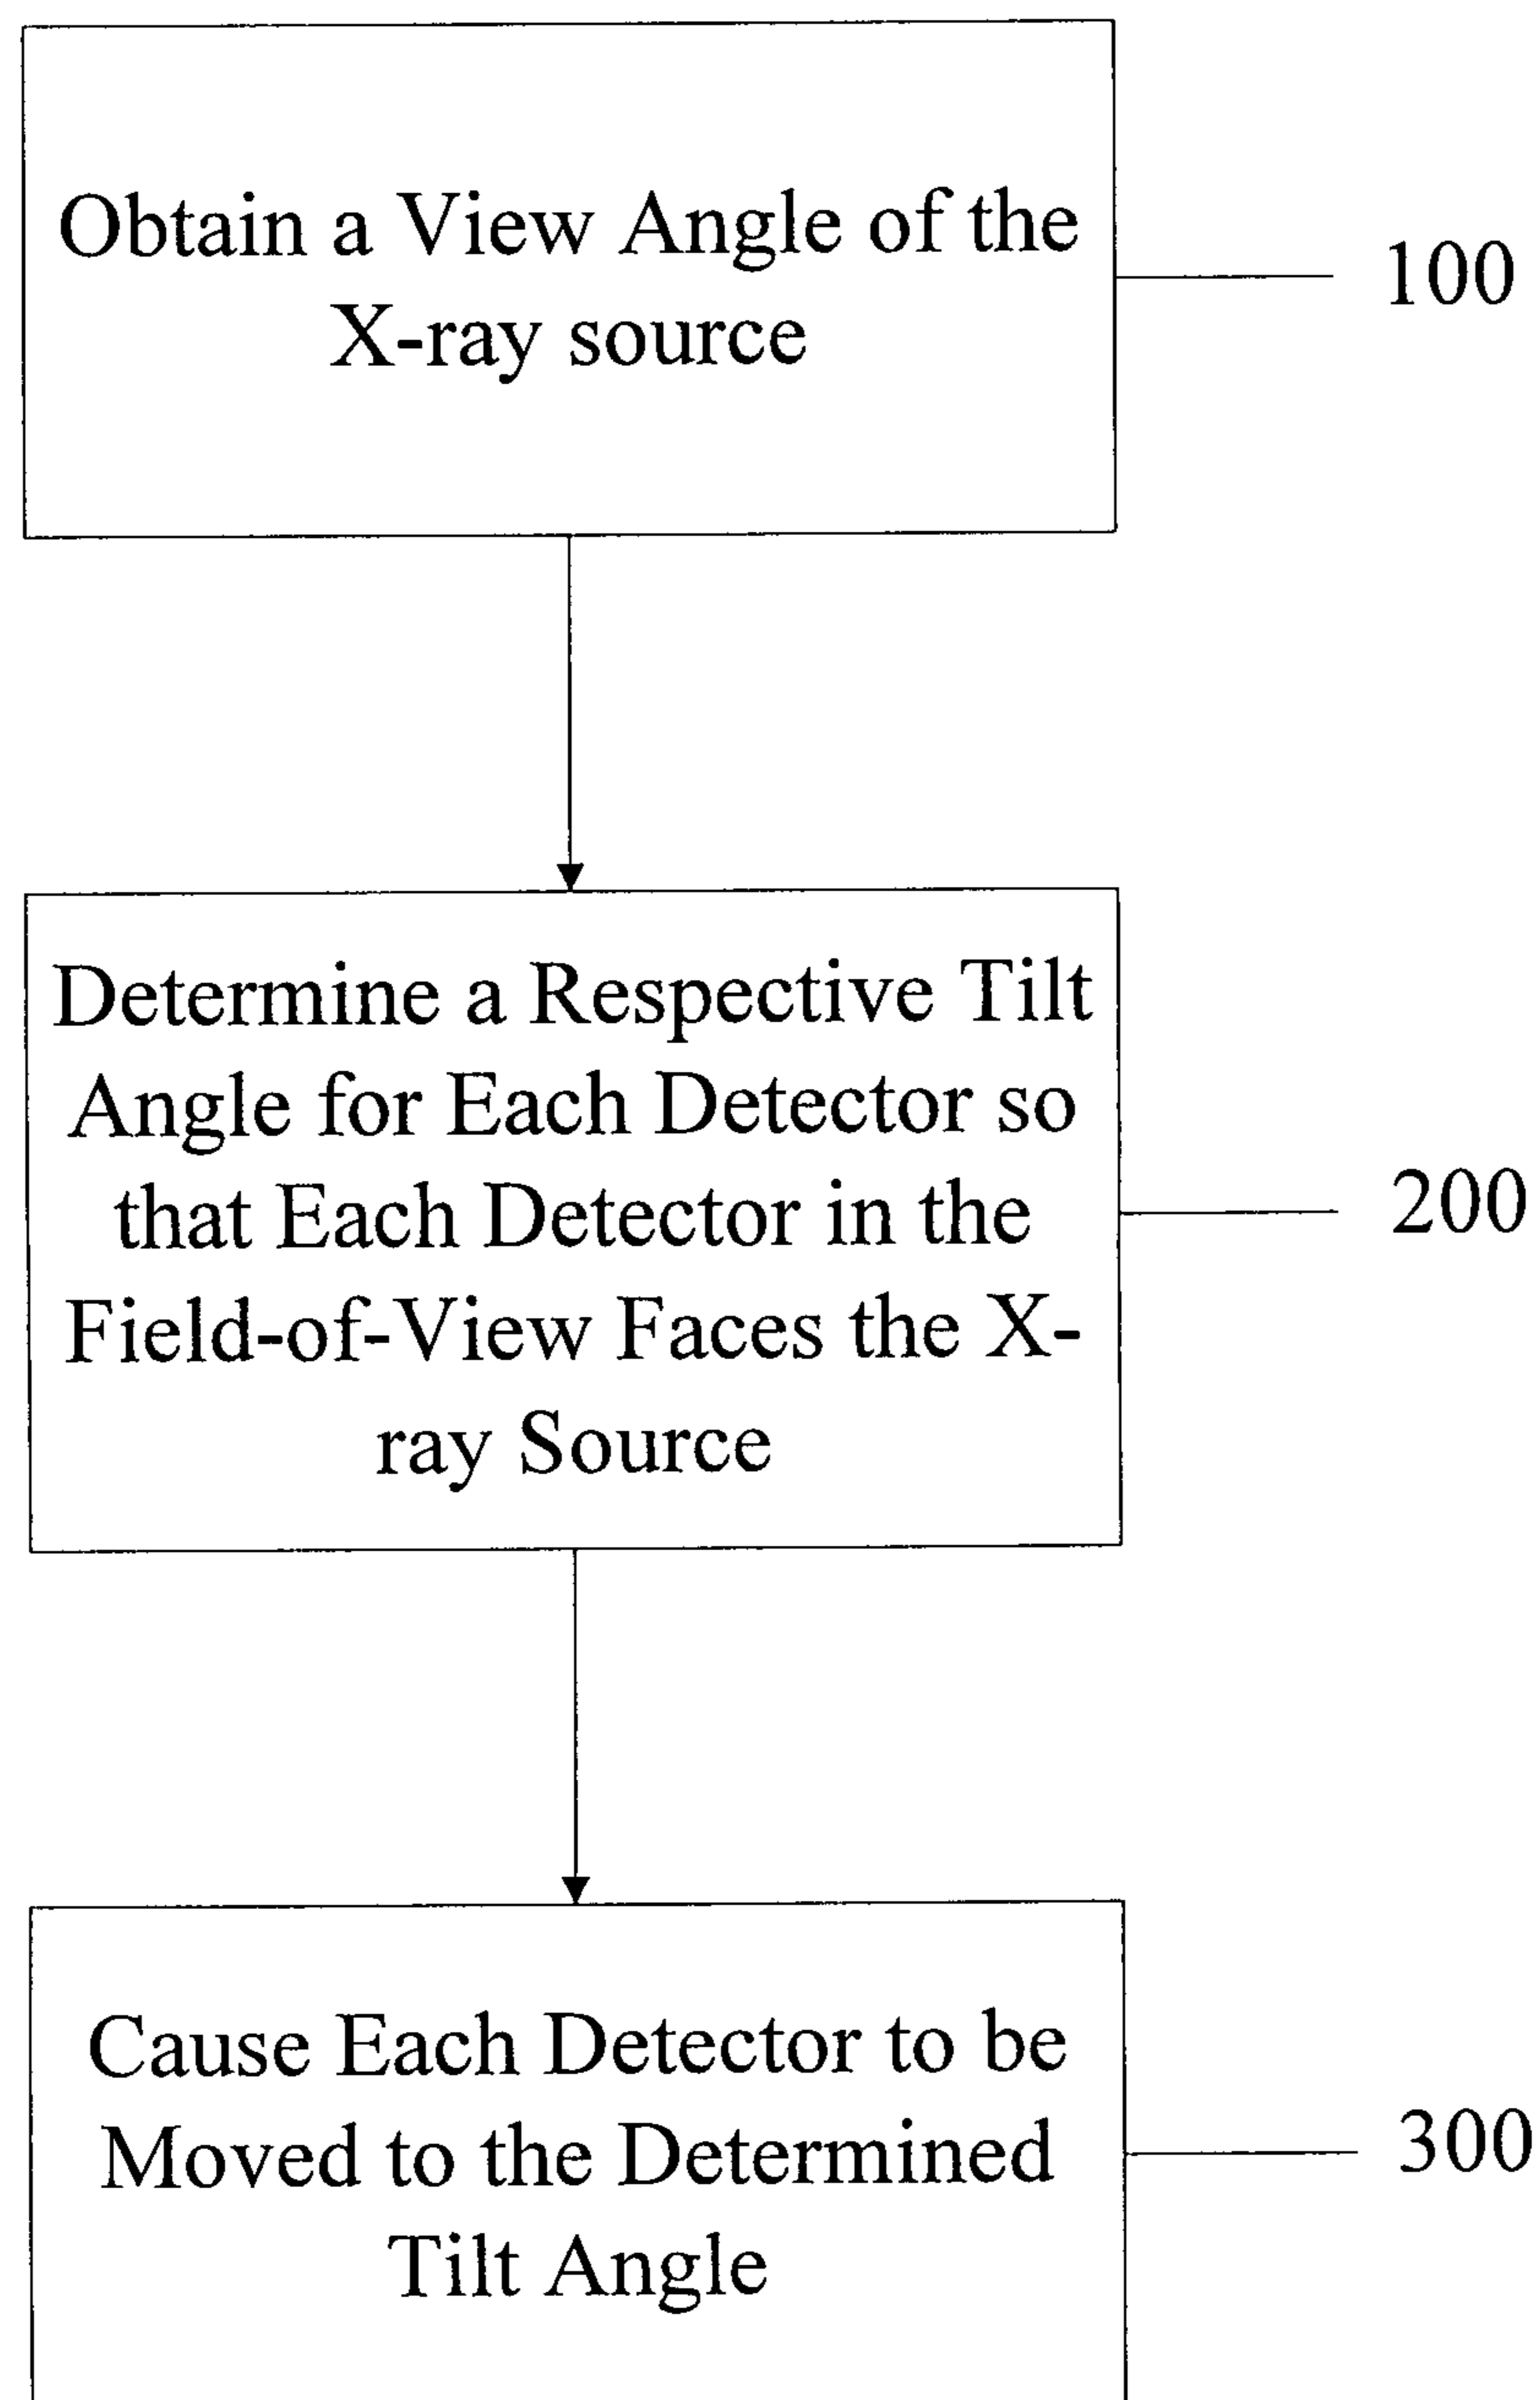 Obtain a View Angle of the
X-ray source
100
Determine a Respective Tilt
Angle for Each Detector so
that Each Detector in the
Field-of-View Faces the X-
ray Source
200
Cause Each Detector to be
Moved to the Determined
Tilt Angle
300